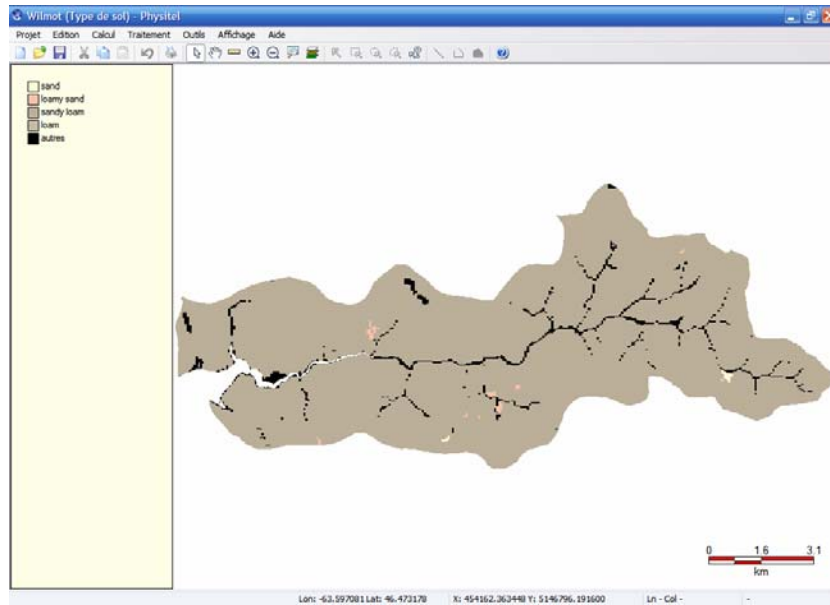 Wilmot (Type de sol) - Physitel
Projet Edition Calcul Traitement Outils Affichage Aide
sand
loamy sand
sandy loam
loam
autres
0 1.6 3.1
km
Lon: -63.597081 Lat: 46.473178 X: 454162.363448 Y: 5146796.191600 Ln - Col - -